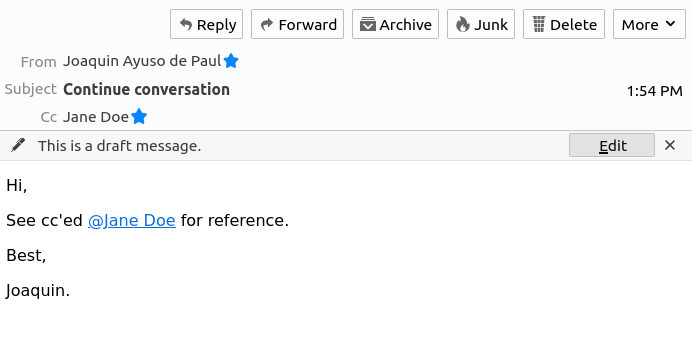 Reply Forward Archive Junk Delete More
From Joaquin Ayuso de Paul
Subject Continue conversation 1:54 PM
Cc Jane Doe
This is a draft message. Edit
Hi,
See cc'ed @Jane Doe for reference.
Best,
Joaquin.